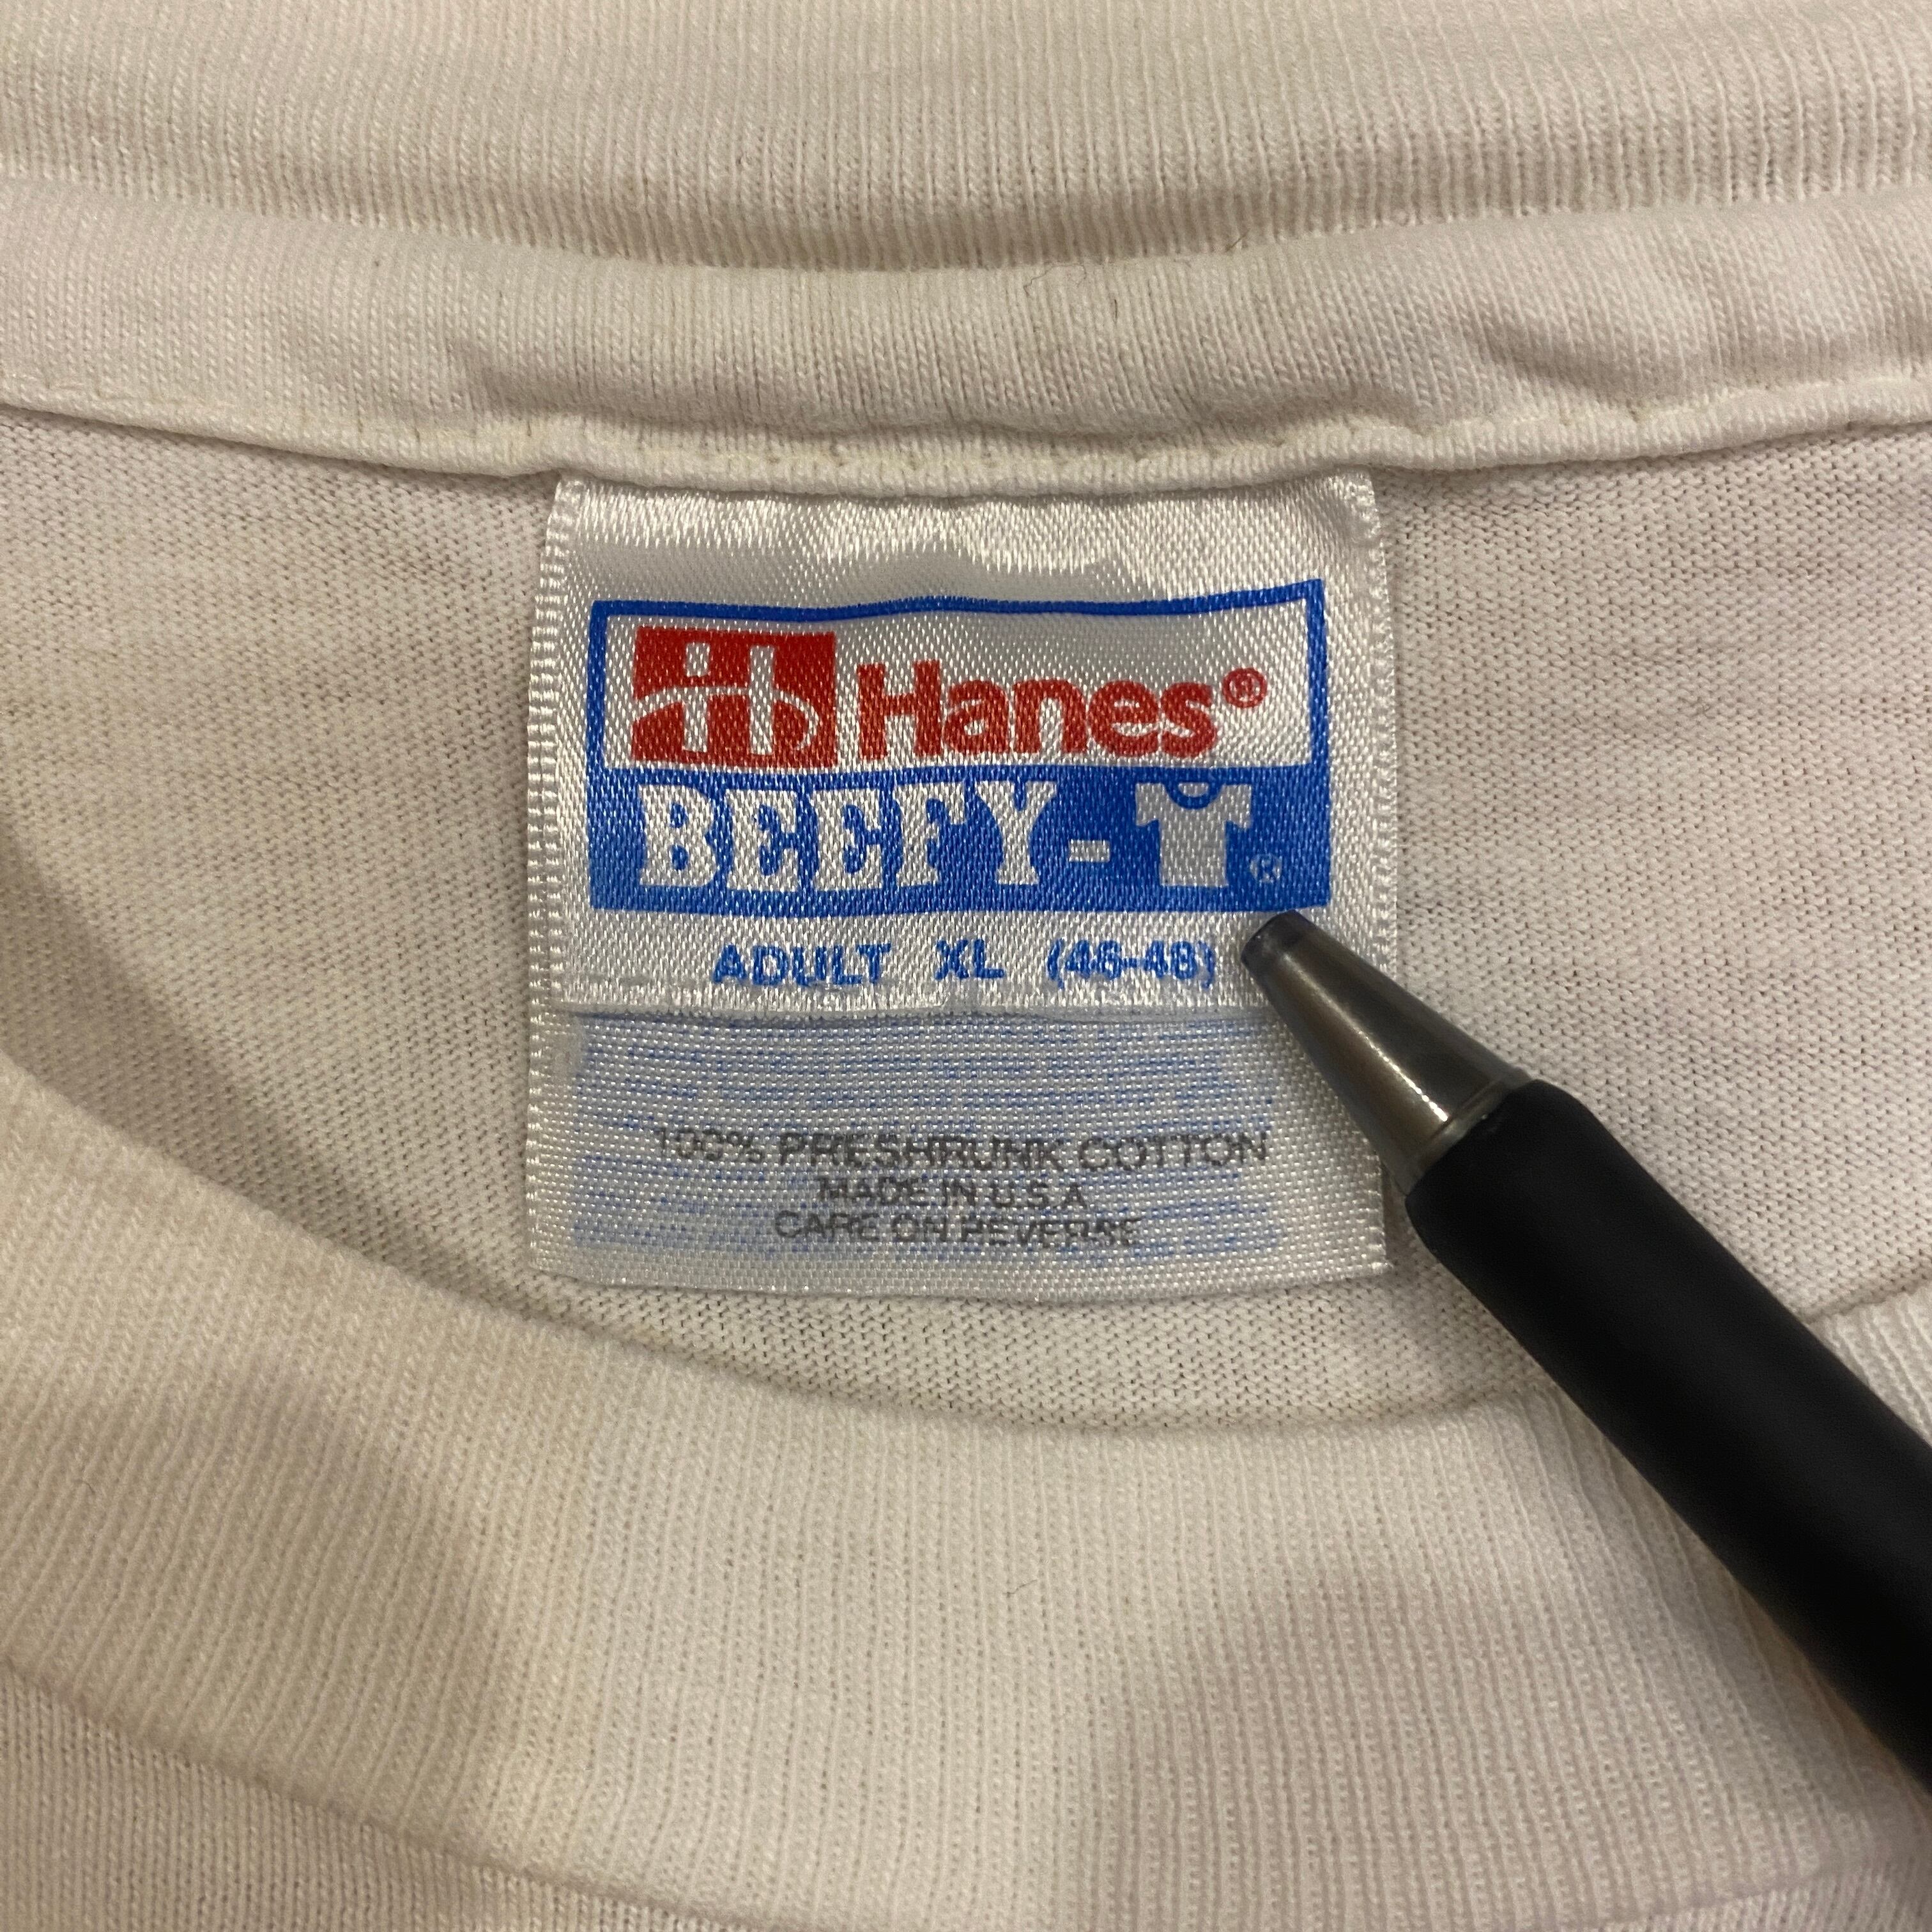 Hanes®
BEEFY-T®
ADULT XL (46-48)
100% PRESHRUNK COTTON
MADE IN U.S.A
CARE ON REVERSE